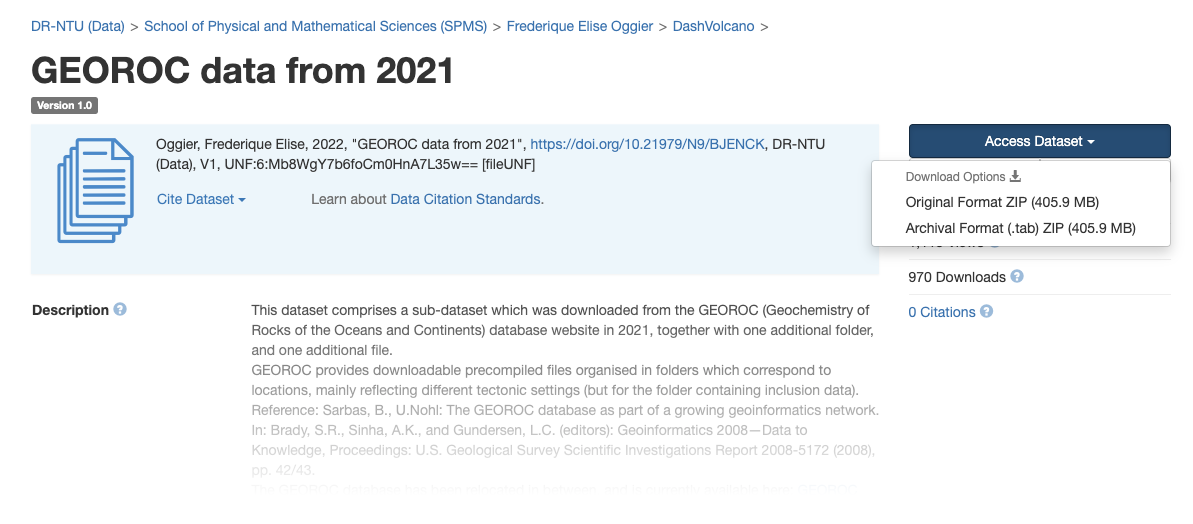 DR-NTU (Data) > School of Physical and Mathematical Sciences (SPMS) > Frederique Elise Oggier > DashVolcano >
GEOROC data from 2021
Version 1.0
Oggier, Frederique Elise, 2022, "GEOROC data from 2021", https://doi.org/10.21979/N9/BJENCK, DR-NTU
(Data), V1, UNF:6:Mb8WgY7b6foCm0HnA7L35w== [fileUNF]
Cite Dataset
Learn about Data Citation Standards.
Access Dataset
Download Options
Original Format ZIP (405.9 MB)
Archival Format (.tab) ZIP (405.9 MB)
970 Downloads
0 Citations
Description
This dataset comprises a sub-dataset which was downloaded from the GEOROC (Geochemistry of
Rocks of the Oceans and Continents) database website in 2021, together with one additional folder,
and one additional file.
GEOROC provides downloadable precompiled files organised in folders which correspond to
locations, mainly reflecting different tectonic settings (but for the folder containing inclusion data).
Reference: Sarbas, B., U.Nohl: The GEOROC database as part of a growing geoinformatics network.
In: Brady, S.R., Sinha, A.K., and Gundersen, L.C. (editors): Geoinformatics 2008—Data to
Knowledge, Proceedings: U.S. Geological Survey Scientific Investigations Report 2008-5172 (2008),
pp. 42/43.